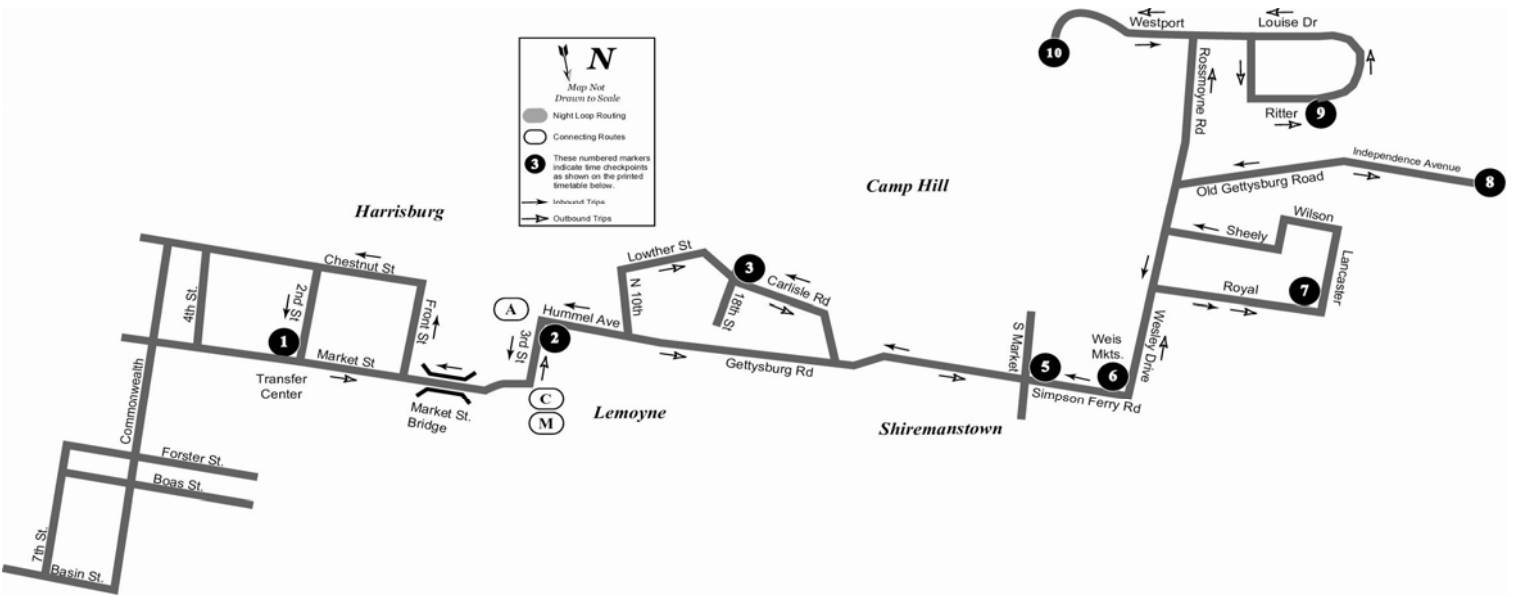 Westport
Louise Dr
10
Rossmoyne Rd
Ritter
9
N
Map Not
Drawn to Scale
Night Loop Routing
Connecting Routes
3
These numbered markers
indicate time checkpoints
as shown on the printed
timetable below.
Inbound Trips
Outbound Trips
Independence Avenue
8
Old Gettysburg Road
Camp Hill
Harrisburg
Wilson
Sheely
Lancaster
Royal
7
Lowther St
3
Carlisle Rd
N 10th
18th St
Chestnut St
4th St.
2nd St
Front St
A
Hummel Ave
2
3rd St
1
Market St
Transfer
Center
Gettysburg Rd
S Market
Weis
Mkts.
Wesley Drive
5
6
Simpson Ferry Rd
Commonwealth
Market St.
Bridge
C
M
Lemoyne
Shiremanstown
Forster St.
Boas St.
7th St.
Basin St.